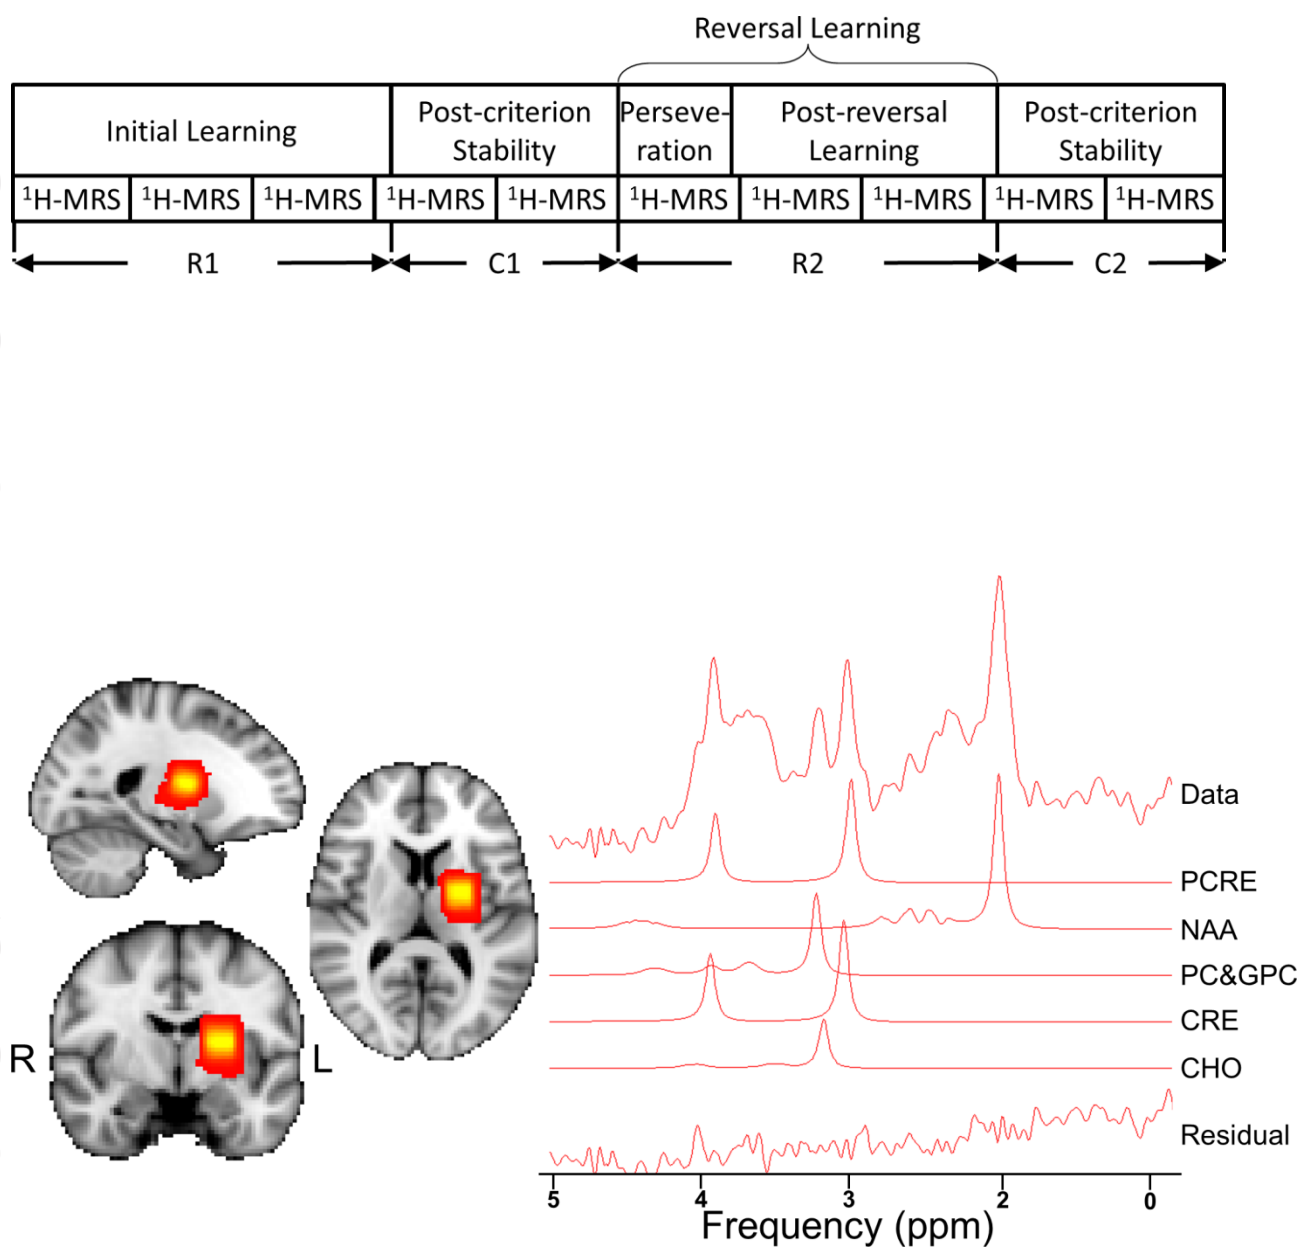 Reversal Learning
Initial Learning
Post-criterion
Stability
Perseve-
ration
Post-reversal
Learning
Post-criterion
Stability
¹H-MRS ¹H-MRS ¹H-MRS ¹H-MRS ¹H-MRS ¹H-MRS ¹H-MRS ¹H-MRS ¹H-MRS ¹H-MRS
R1 C1 R2 C2
R L
Data
PCRE
NAA
PC&GPC
CRE
CHO
Residual
5 4 3 2 0
Frequency (ppm)